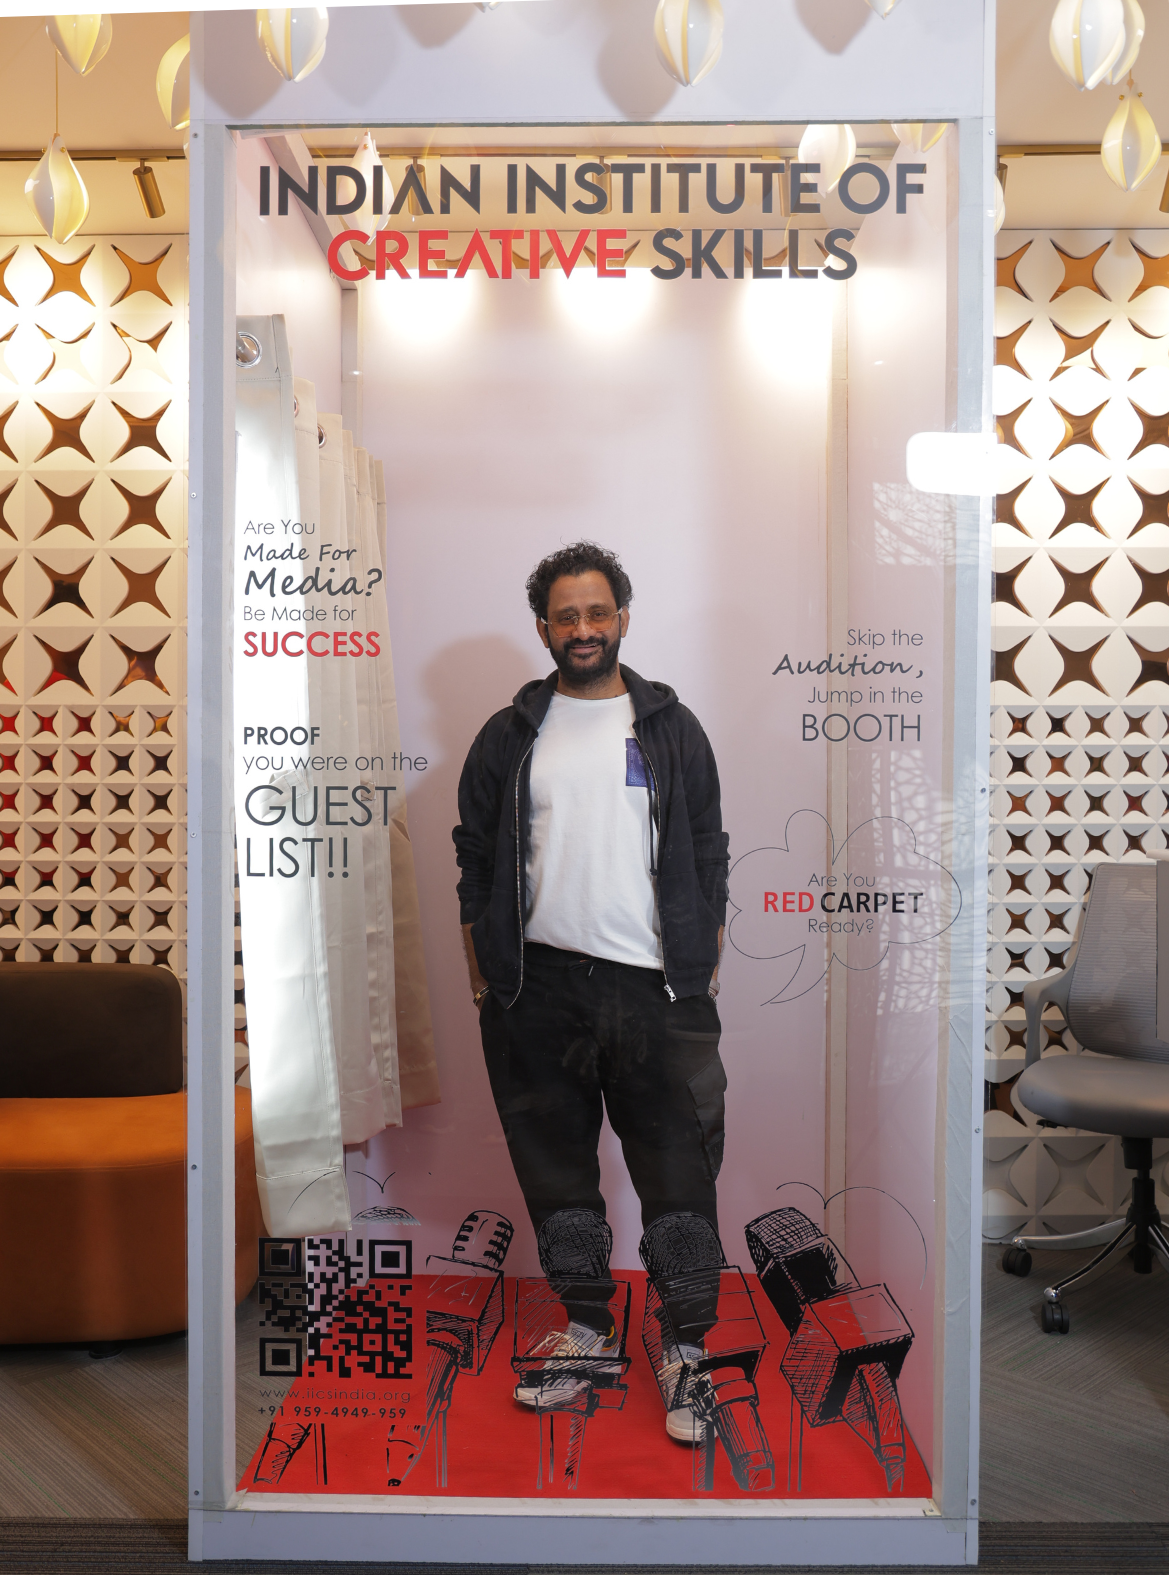 INDIAN INSTITUTE OF
CREATIVE SKILLS
Are You
Made For
Media?
Be Made for
SUCCESS
PROOF
you were on the
GUEST
LIST!!
Skip the
Audition,
Jump in the
BOOTH
Are You
RED CARPET
Ready?
www.iicsindia.org
+91 959-4949-959